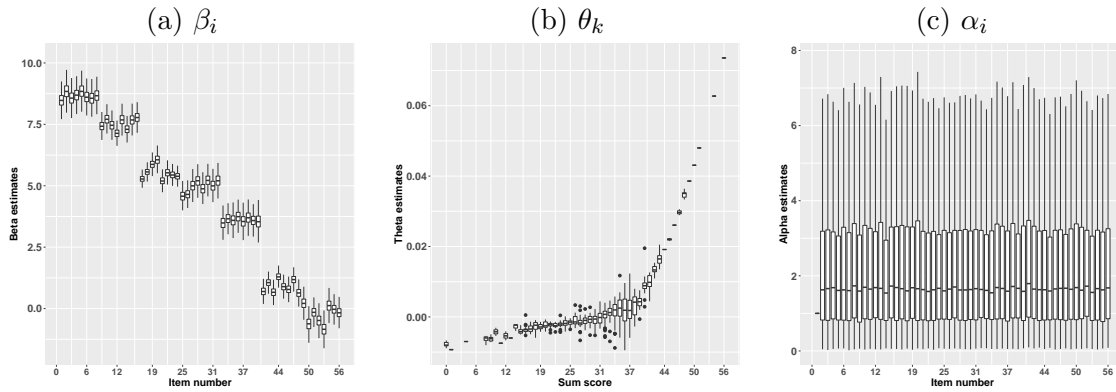 (a) βᵢ
(b) θₖ
(c) αᵢ
10.0
7.5
5.0
2.5
0.0
Beta estimates
0 6 12 19 25 31 37 44 50 56
Item number
0.06
0.04
0.02
0.00
Theta estimates
0 6 12 19 25 31 37 44 50 56
Sum score
8
6
4
2
0
Alpha estimates
0 6 12 19 25 31 37 44 50 56
Item number